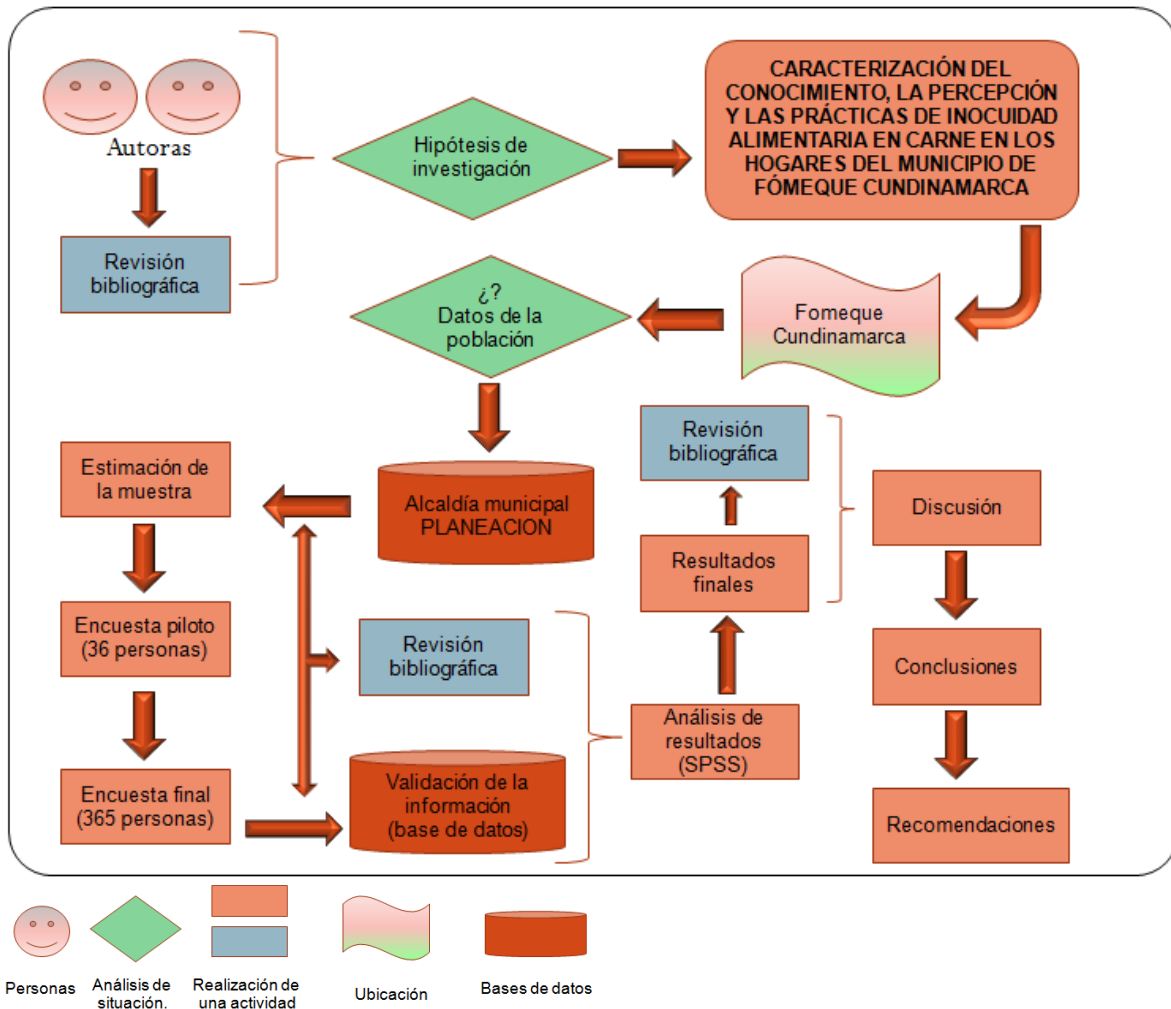 Autoras
Revisión
bibliográfica
Hipótesis de
investigación
CARACTERIZACIÓN DEL
CONOCIMIENTO, LA PERCEPCIÓN
Y LAS PRÁCTICAS DE INOCUIDAD
ALIMENTARIA EN CARNE EN LOS
HOGARES DEL MUNICIPIO DE
FÓMEQUE CUNDINAMARCA
Fomeque
Cundinamarca
¿?
Datos de la
población
Alcaldía municipal
PLANEACION
Estimación de
la muestra
Encuesta piloto
(36 personas)
Encuesta final
(365 personas)
Revisión
bibliográfica
Validación de la
información
(base de datos)
Análisis de
resultados
(SPSS)
Resultados
finales
Revisión
bibliográfica
Discusión
Conclusiones
Recomendaciones
Personas
Análisis de
situación.
Realización de
una actividad
Ubicación
Bases de datos